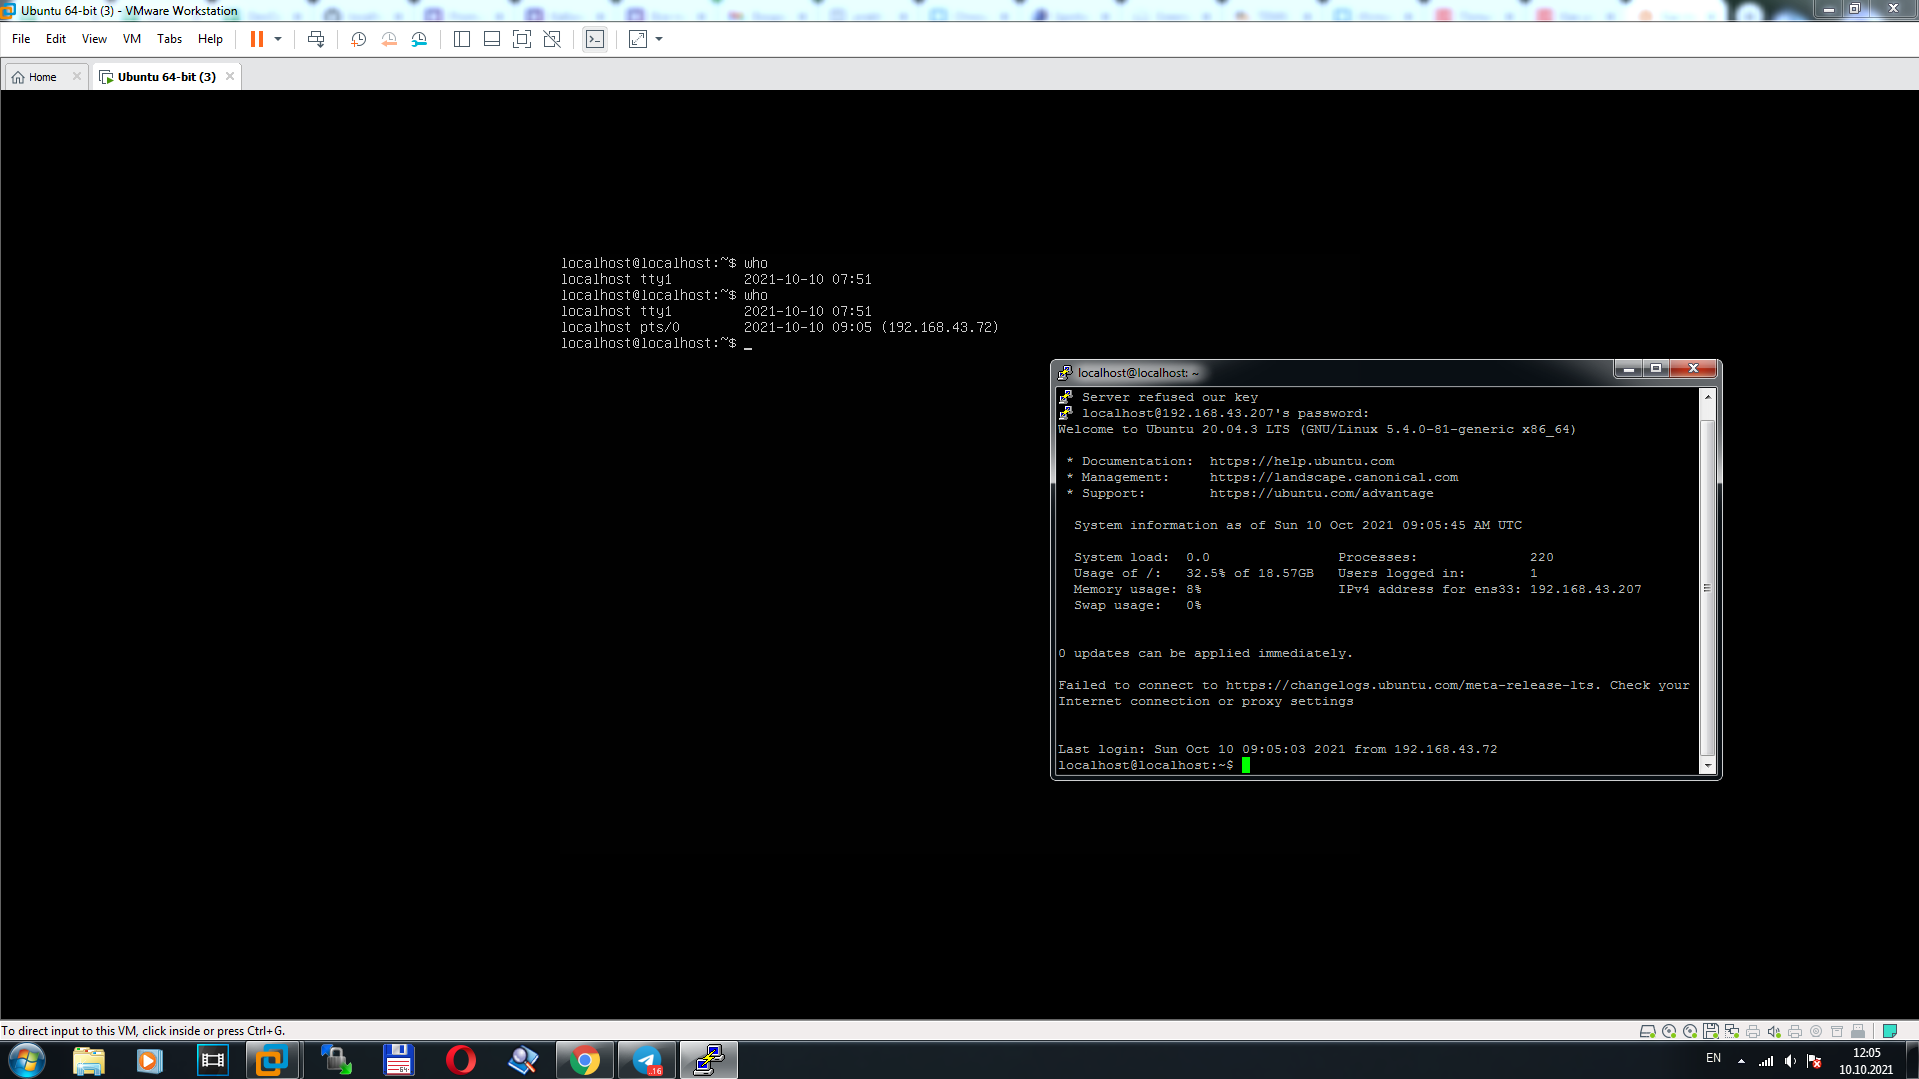 Ubuntu 64-bit (3) - VMware Workstation
File Edit View VM Tabs Help
Home
Ubuntu 64-bit (3)
localhost@localhost:~$ who
localhost tty1         2021-10-10 07:51
localhost@localhost:~$ who
localhost tty1         2021-10-10 07:51
localhost pts/0        2021-10-10 09:05 (192.168.43.72)
localhost@localhost:~$ _
localhost@localhost: ~
Server refused our key
localhost@192.168.43.207's password:
Welcome to Ubuntu 20.04.3 LTS (GNU/Linux 5.4.0-81-generic x86_64)
* Documentation:  https://help.ubuntu.com
* Management:     https://landscape.canonical.com
* Support:        https://ubuntu.com/advantage
System information as of Sun 10 Oct 2021 09:05:45 AM UTC
System load:  0.0                Processes:              220
Usage of /:   32.5% of 18.57GB   Users logged in:        1
Memory usage: 8%                 IPv4 address for ens33: 192.168.43.207
Swap usage:   0%
0 updates can be applied immediately.
Failed to connect to https://changelogs.ubuntu.com/meta-release-lts. Check your
Internet connection or proxy settings
Last login: Sun Oct 10 09:05:03 2021 from 192.168.43.72
localhost@localhost:~$
To direct input to this VM, click inside or press Ctrl+G.
64
..16
EN
12:05
10.10.2021